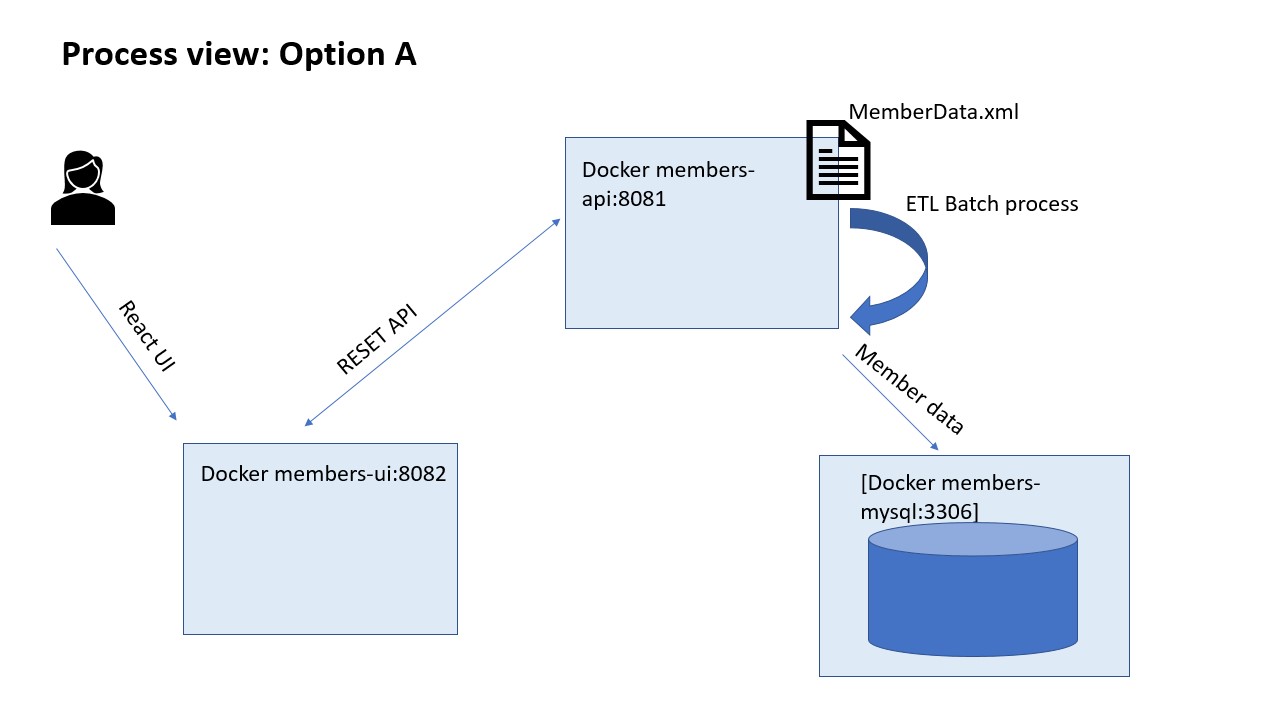 Process view: Option A
MemberData.xml
Docker members-
api:8081
ETL Batch process
React UI
RESET API
Member data
Docker members-ui:8082
[Docker members-
mysql:3306]